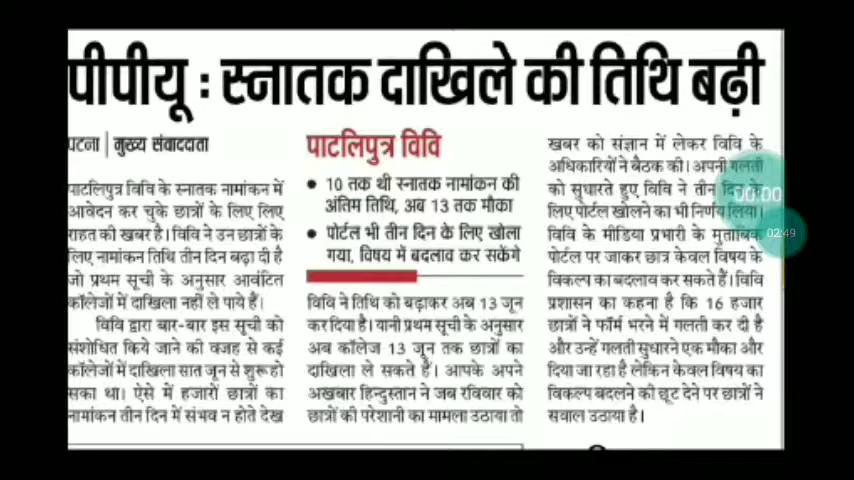 पीपीयू : स्नातक दाखिले की तिथि बढ़ी
पटना | मुख्य संवाददाता
पाटलिपुत्र विवि के स्नातक नामांकन में
आवेदन कर चुके छात्रों के लिए लिए
राहत की खबर है। विवि ने उन छात्रों के
लिए नामांकन तिथि तीन दिन बढ़ा दी है
जो प्रथम सूची के अनुसार आवंटित
कॉलेजों में दाखिला नहीं ले पाये हैं।
विवि द्वारा बार-बार इस सूची को
संशोधित किये जाने की वजह से कई
कॉलेजों में दाखिला सात जून से शुरू हो
सका था। ऐसे में हजारों छात्रों का
नामांकन तीन दिन में संभव न होते देख
पाटलिपुत्र विवि
• 10 तक थी स्नातक नामांकन की
अंतिम तिथि, अब 13 तक मौका
• पोर्टल भी तीन दिन के लिए खोला
गया, विषय में बदलाव कर सकेंगे
विवि ने तिथि को बढ़ाकर अब 13 जून
कर दिया है। यानी प्रथम सूची के अनुसार
अब कॉलेज 13 जून तक छात्रों का
दाखिला ले सकते हैं। आपके अपने
अखबार हिन्दुस्तान ने जब रविवार को
छात्रों की परेशानी का मामला उठाया तो
खबर को संज्ञान में लेकर विवि के
अधिकारियों ने बैठक की। अपनी गलती
को सुधारते हुए विवि ने तीन दिन के
लिए पोर्टल खोलने का भी निर्णय लिया।
विवि के मीडिया प्रभारी के मुताबिक
पोर्टल पर जाकर छात्र केवल विषय के
विकल्प का बदलाव कर सकते हैं। विवि
प्रशासन का कहना है कि 16 हजार
छात्रों ने फॉर्म भरने में गलती कर दी है
और उन्हें गलती सुधारने एक मौका और
दिया जा रहा है लेकिन केवल विषय का
विकल्प बदलने की छूट देने पर छात्रों ने
सवाल उठाया है।
00:00
02:49